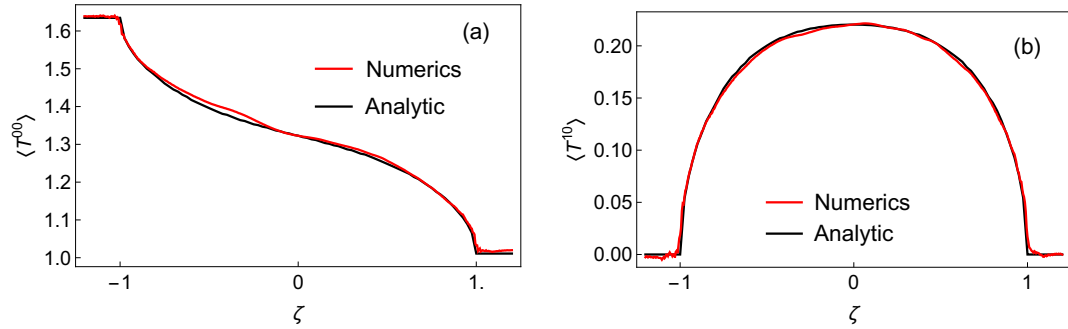 (a)
⟨T⁰⁰⟩
1.6
1.5
1.4
1.3
1.2
1.1
1.0
Numerics
Analytic
−1
0
1.
ζ
(b)
⟨T¹⁰⟩
0.20
0.15
0.10
0.05
0.00
Numerics
Analytic
−1
0
1
ζ